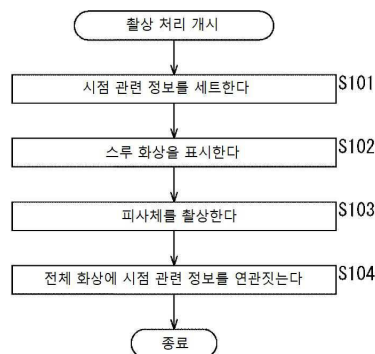 촬상 처리 개시
시점 관련 정보를 세트한다
S101
스루 화상을 표시한다
S102
피사체를 촬상한다
S103
전체 화상에 시점 관련 정보를 연관짓는다
S104
종료